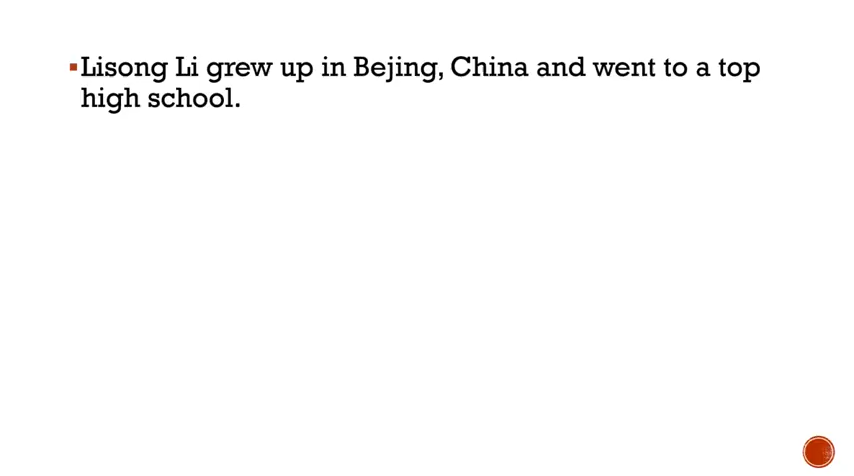 Lisong Li grew up in Bejing, China and went to a top
high school.